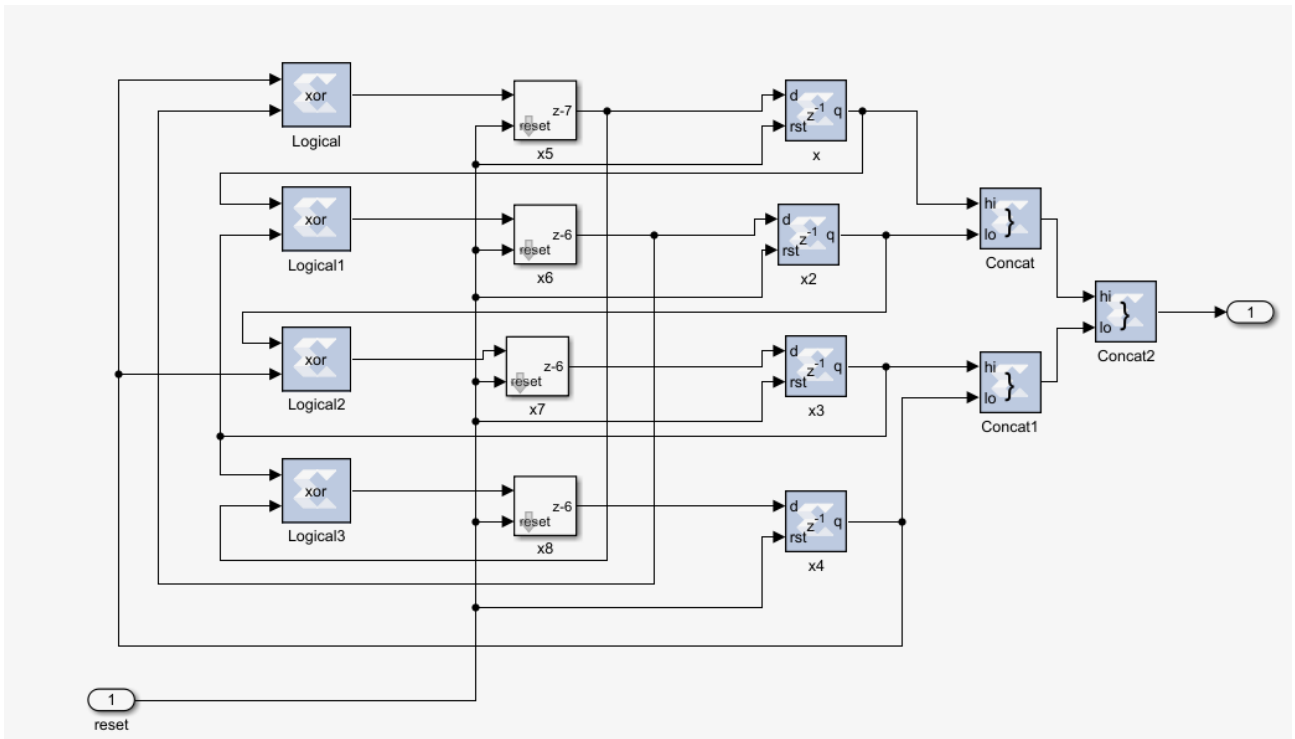 xor
Logical
z-7
reset
x5
d
z-1 q
rst
x
xor
Logical1
z-6
reset
x6
d
z-1 q
rst
x2
hi
}
lo
Concat
xor
Logical2
z-6
reset
x7
d
z-1 q
rst
x3
hi
}
lo
Concat1
hi
}
lo
Concat2
1
xor
Logical3
z-6
reset
x8
d
z-1 q
rst
x4
1
reset